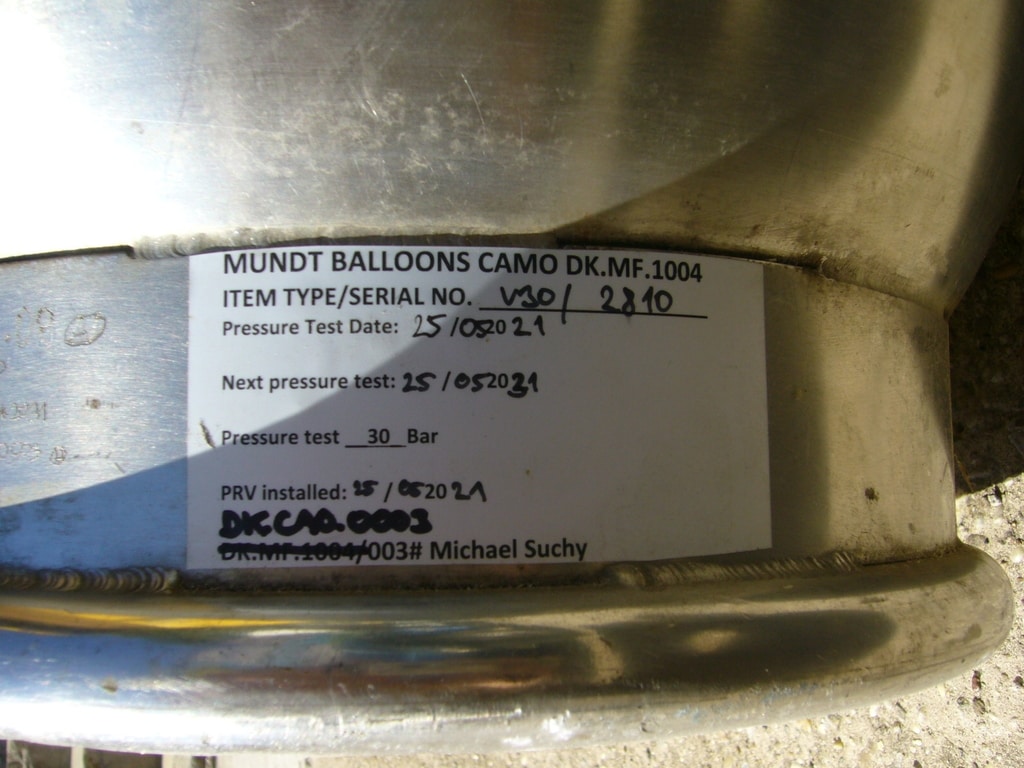 MUNDT BALLOONS CAMO DK.MF.1004
ITEM TYPE/SERIAL NO. V30/ 2810
Pressure Test Date: 25/052021
Next pressure test: 25/052031
Pressure test __30__ Bar
PRV installed: 25/052021
DK.CAO.0003
DK.MF.1004/003# Michael Suchy